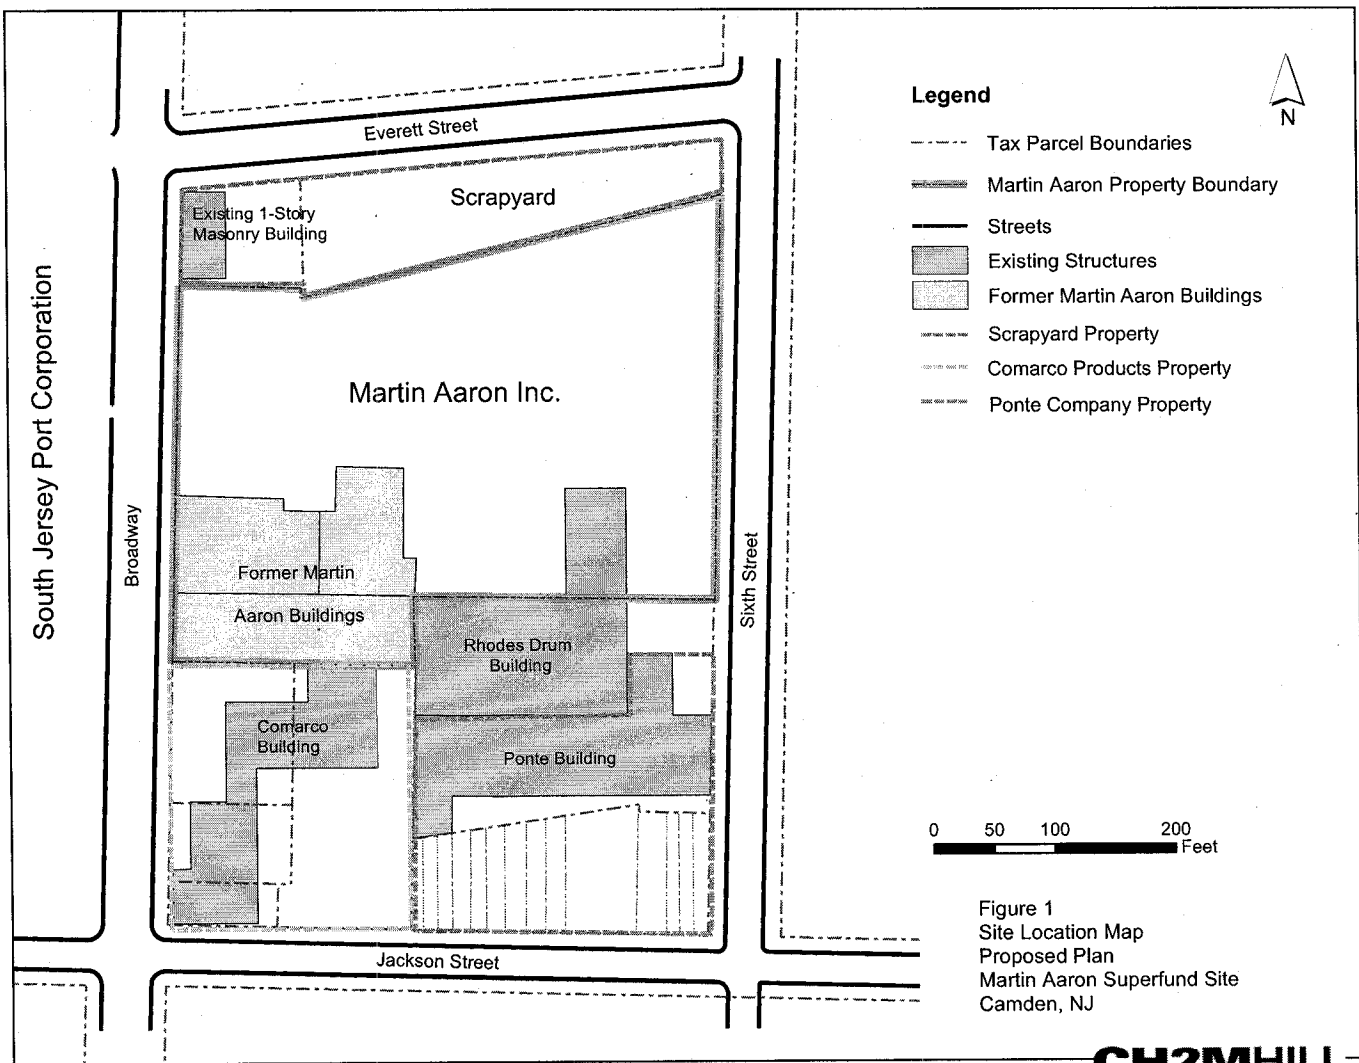 Everett Street
Scrapyard
Existing 1-Story
Masonry Building
South Jersey Port Corporation
Broadway
Martin Aaron Inc.
Sixth Street
Former Martin
Aaron Buildings
Rhodes Drum
Building
Comarco
Building
Ponte Building
Jackson Street
Legend
N
Tax Parcel Boundaries
Martin Aaron Property Boundary
Streets
Existing Structures
Former Martin Aaron Buildings
Scrapyard Property
Comarco Products Property
Ponte Company Property
0 50 100 200
Feet
Figure 1
Site Location Map
Proposed Plan
Martin Aaron Superfund Site
Camden, NJ
CH2MHILL